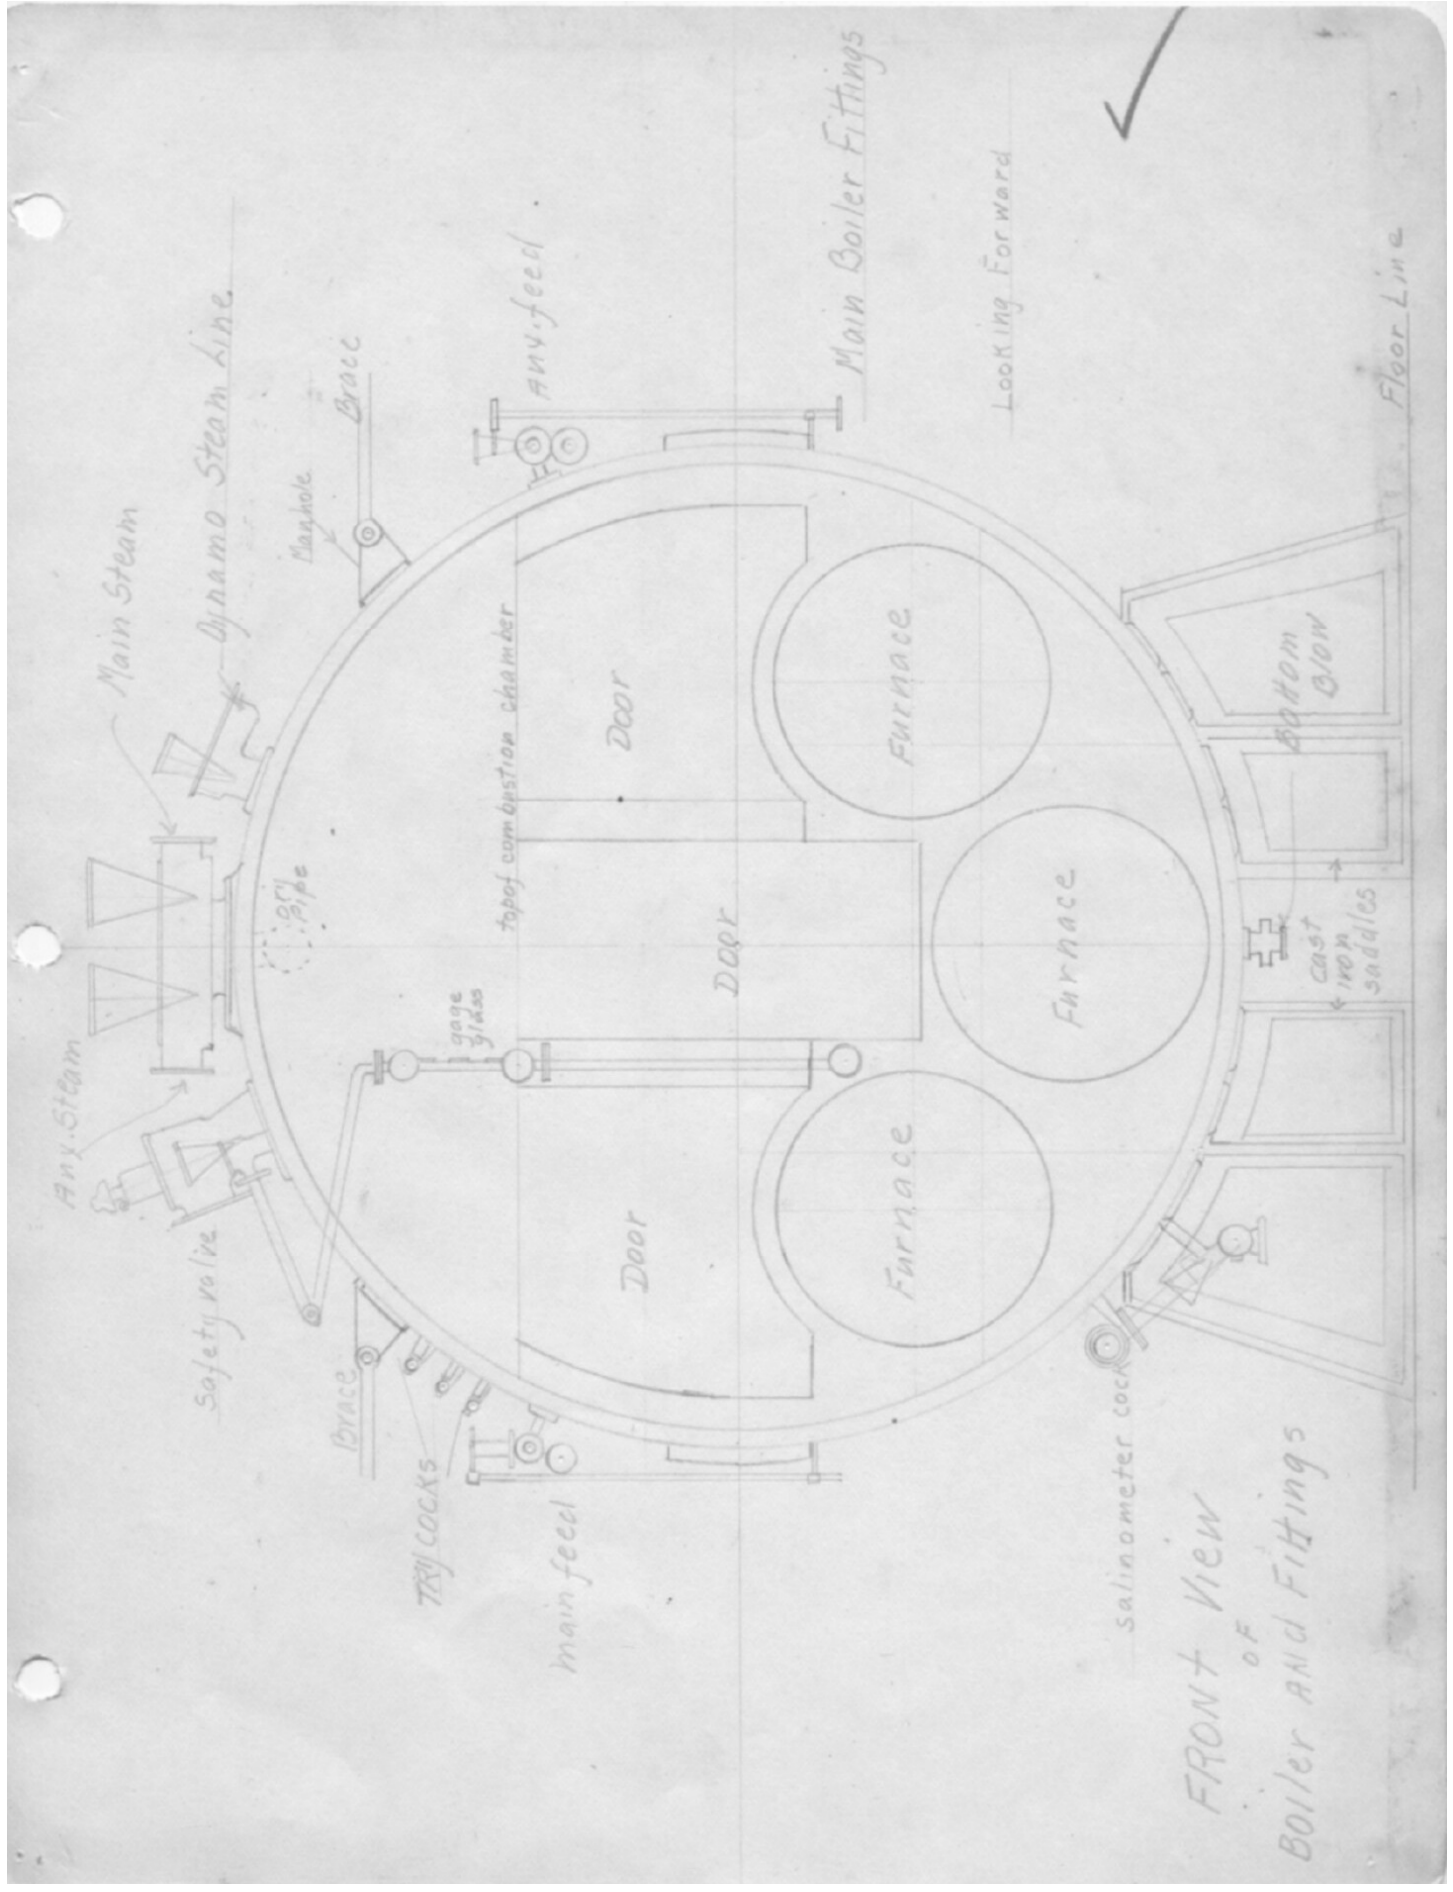 Anx. Steam
Main Steam
safety valve
Dynamo Steam Line
Dry
Pipe
Manhole
Brace
Brace
TRY COCKS
gage
glass
top of combustion chamber
main feed
Anx. feed
Door
Door
Door
Main Boiler Fittings
Furnace
Furnace
Furnace
Looking Forward
salinometer cock
FRONT View
OF
Boiler AND Fittings
Bottom
Blow
cast
iron
saddles
Floor Line